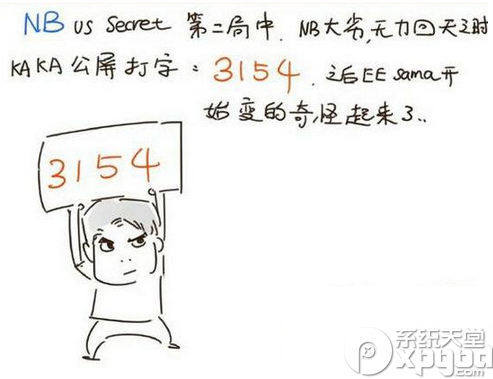 NB US Secret 第二局中. NB大劣,无力回天之时
KAKA公屏打字: 3154. 之后EE sama开
始变的奇怪起来了..
3154
系统天堂
xpgod